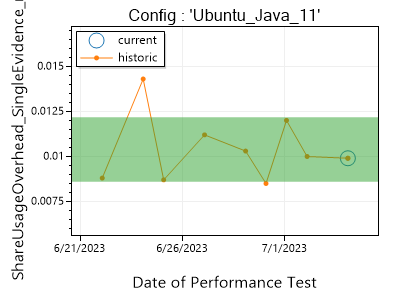 Config : 'Ubuntu_Java_11'
current
historic
0.015
0.0125
0.01
0.0075
6/21/2023
6/26/2023
7/1/2023
Date of Performance Test
ShareUsageOverhead_SingleEvidence_